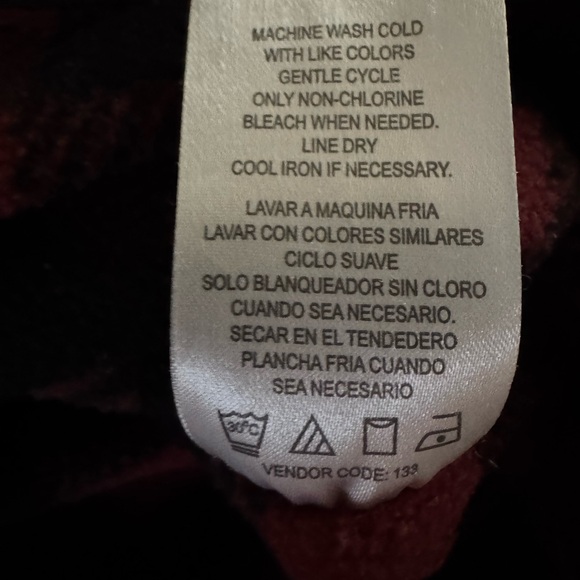 MACHINE WASH COLD
WITH LIKE COLORS
GENTLE CYCLE
ONLY NON-CHLORINE
BLEACH WHEN NEEDED.
LINE DRY
COOL IRON IF NECESSARY.
LAVAR A MAQUINA FRIA
LAVAR CON COLORES SIMILARES
CICLO SUAVE
SOLO BLANQUEADOR SIN CLORO
CUANDO SEA NECESARIO.
SECAR EN EL TENDEDERO
PLANCHA FRIA CUANDO
SEA NECESARIO
30°C
VENDOR CODE: 133